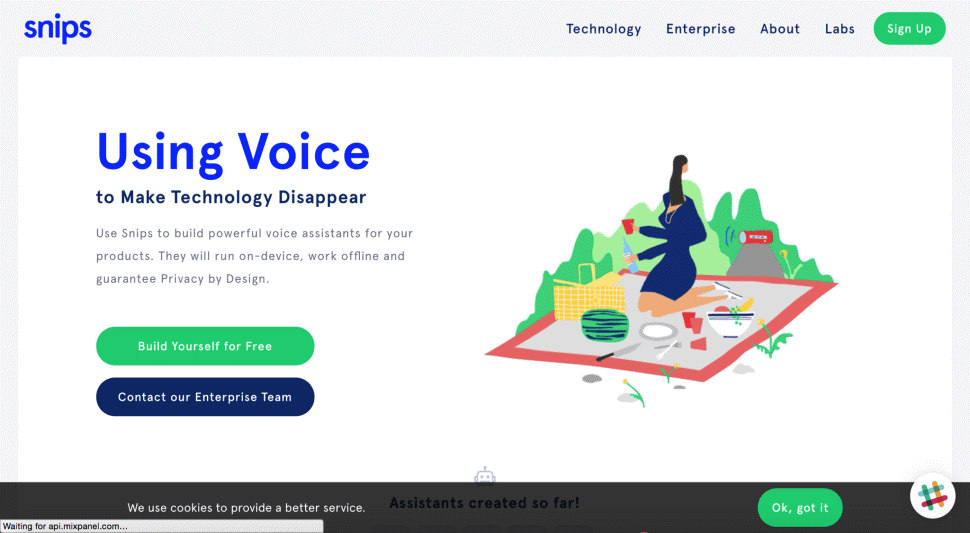 snips
Technology Enterprise About Labs Sign Up
Using Voice
to Make Technology Disappear
Use Snips to build powerful voice assistants for your
products. They will run on-device, work offline and
guarantee Privacy by Design.
Build Yourself for Free
Contact our Enterprise Team
Assistants created so far!
We use cookies to provide a better service.
Ok, got it
Waiting for api.mixpanel.com...